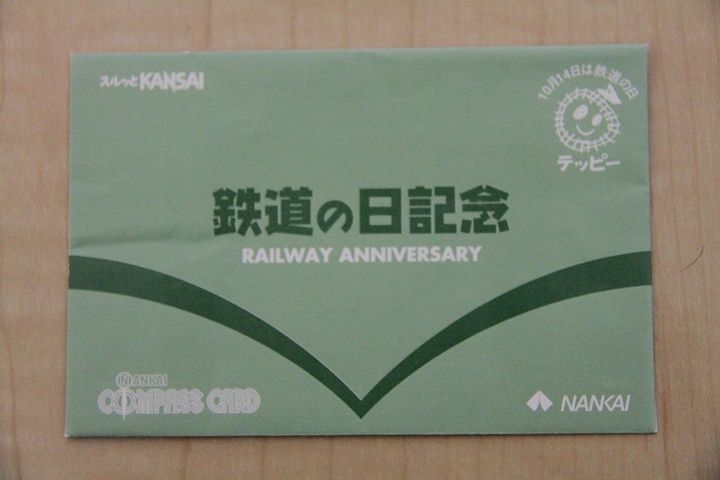 スルッとKANSAI
10月14日は鉄道の日
テッピー
鉄道の日記念
RAILWAY ANNIVERSARY
NANKAI
COMPASS CARD
NANKAI